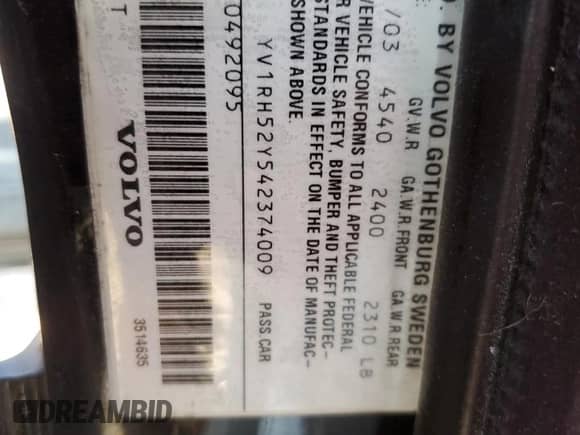 D. BY VOLVO GOTHENBURG SWEDEN
E: G.V.W.R GA.W.R.FRONT GA.W.R.REAR
/03 4540 2400 2310 LB
VEHICLE CONFORMS TO ALL APPLICABLE FEDERAL
R VEHICLE SAFETY, BUMPER AND THEFT PROTEC-
STANDARDS IN EFFECT ON THE DATE OF MANUFAC-
SHOWN ABOVE.
YV1RH52Y542374009 PASS.CAR
0492095
T VOLVO 3514635
DREAMBID